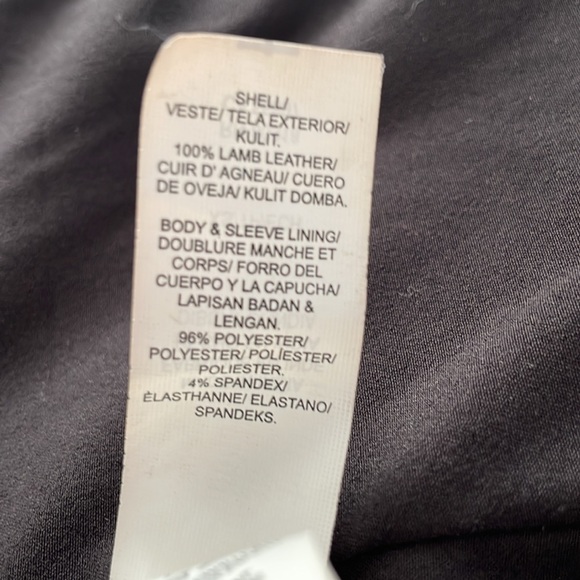 SHELL/
VESTE/ TELA EXTERIOR/
KULIT.
100% LAMB LEATHER/
CUIR D' AGNEAU/ CUERO
DE OVEJA/ KULIT DOMBA.
BODY & SLEEVE LINING/
DOUBLURE MANCHE ET
CORPS/ FORRO DEL
CUERPO Y LA CAPUCHA/
LAPISAN BADAN &
LENGAN.
96% POLYESTER/
POLYESTER/ POLÍESTER/
POLIESTER.
4% SPANDEX/
ÉLASTHANNE/ ELASTANO/
SPANDEKS.